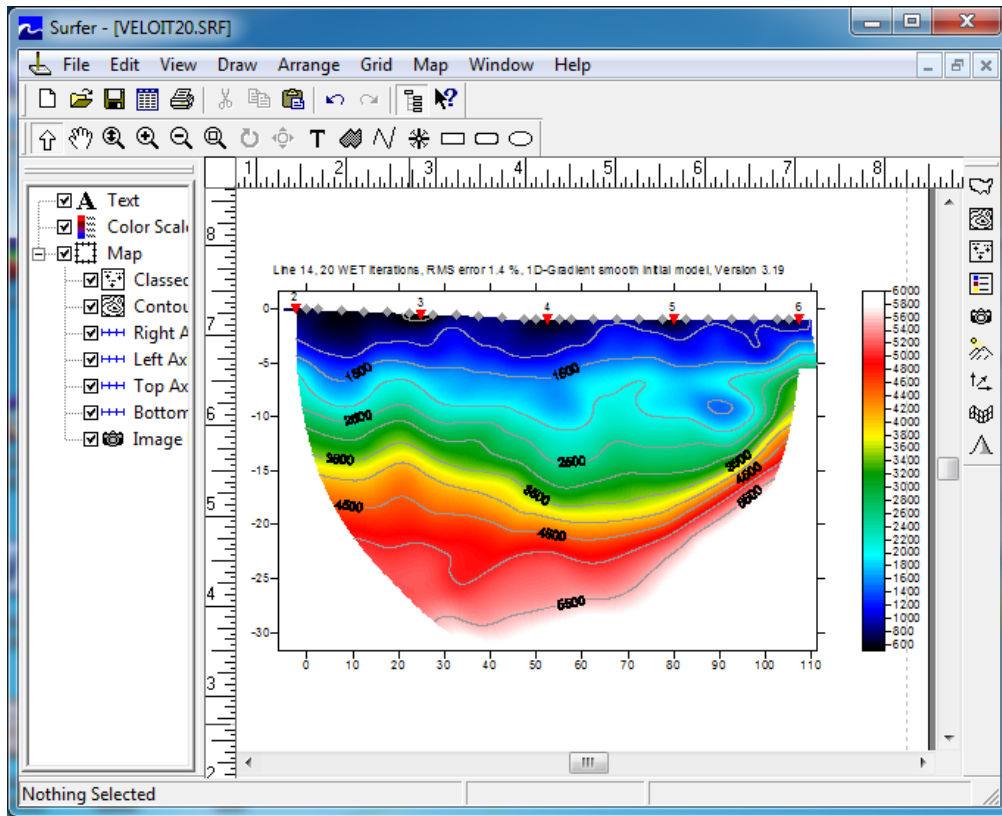 Surfer - [VELOIT20.SRF]
File Edit View Draw Arrange Grid Map Window Help
T
1 2 3 4 5 6 7 8
A Text
Color Scal
Map
Classed
Contou
Right A
Left Ax
Top Ax
Bottom
Image
8
7
6
5
4
3
2
Line 14, 20 WET iterations, RMS error 1.4 %, 1D-Gradient smooth initial model, Version 3.19
2 3 4 5 6
0
-5
-10
-15
-20
-25
-30
1500 1500
2500
2500
3500
3500
3500
4500
4500
4500
5500
5500
0 10 20 30 40 50 60 70 80 90 100 110
6000
5800
5600
5400
5200
5000
4800
4600
4400
4200
4000
3800
3600
3400
3200
3000
2800
2600
2400
2200
2000
1800
1600
1400
1200
1000
800
600
Nothing Selected